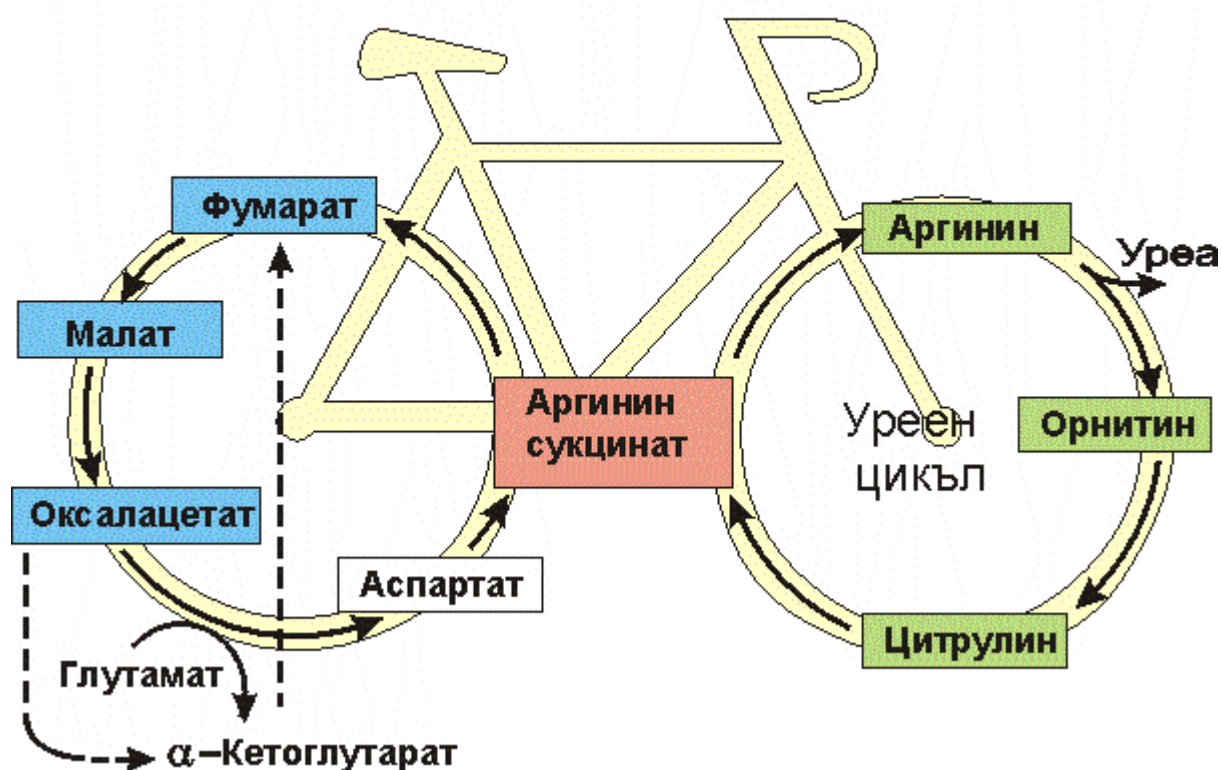 Фумарат
Аргинин
Уреа
Малат
Аргинин
сукцинат
Уреен
цикъл
Орнитин
Оксалацетат
Аспартат
Цитрулин
Глутамат
α–Кетоглутарат